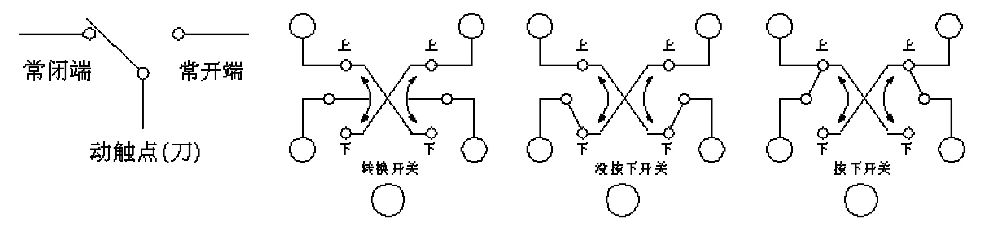 常闭端
常开端
动触点(刀)
上 上
下 下
转换开关
上 上
下 下
没按下开关
上 上
下 下
按下开关